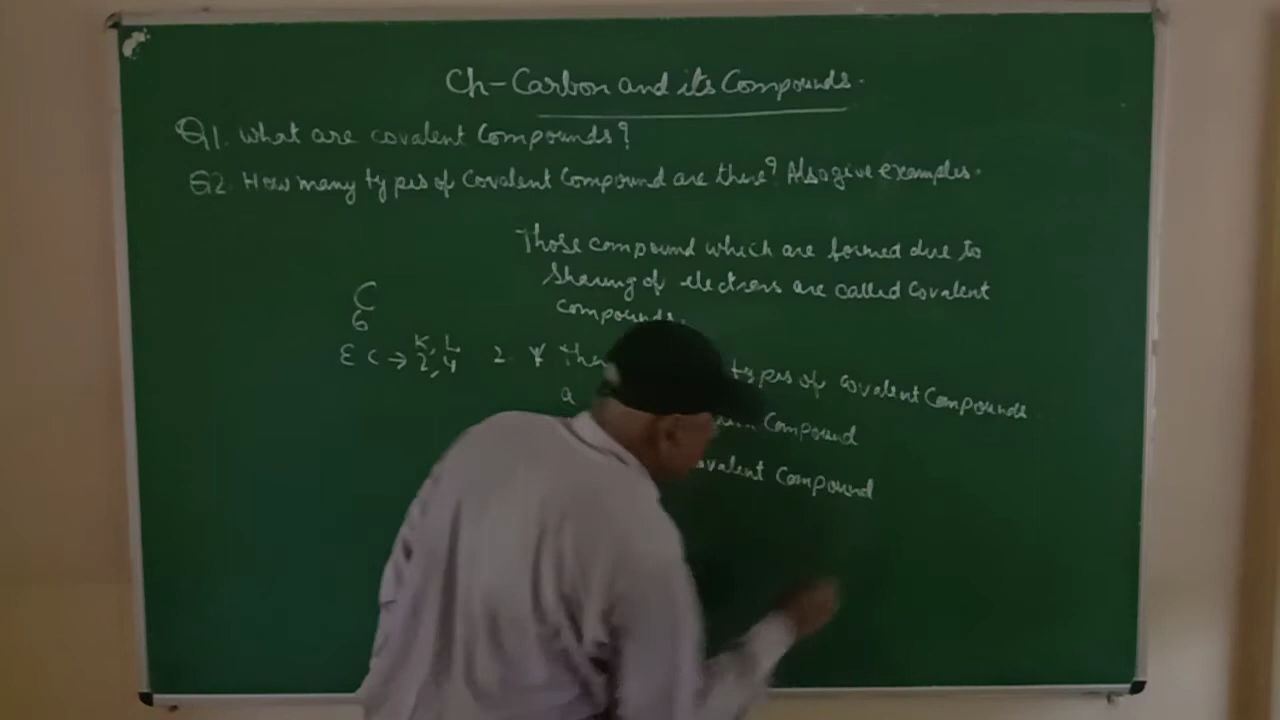 Ch- Carbon and its Compounds.
Q1. What are covalent Compounds?
Q2. How many types of Covalent Compound are there? Also give examples.
Those compound which are formed due to
Sharing of electrons are called Covalent
Compounds.
C
6
K, L
EC → 2, 4
2. types of Covalent Compounds
a Compound
Compound